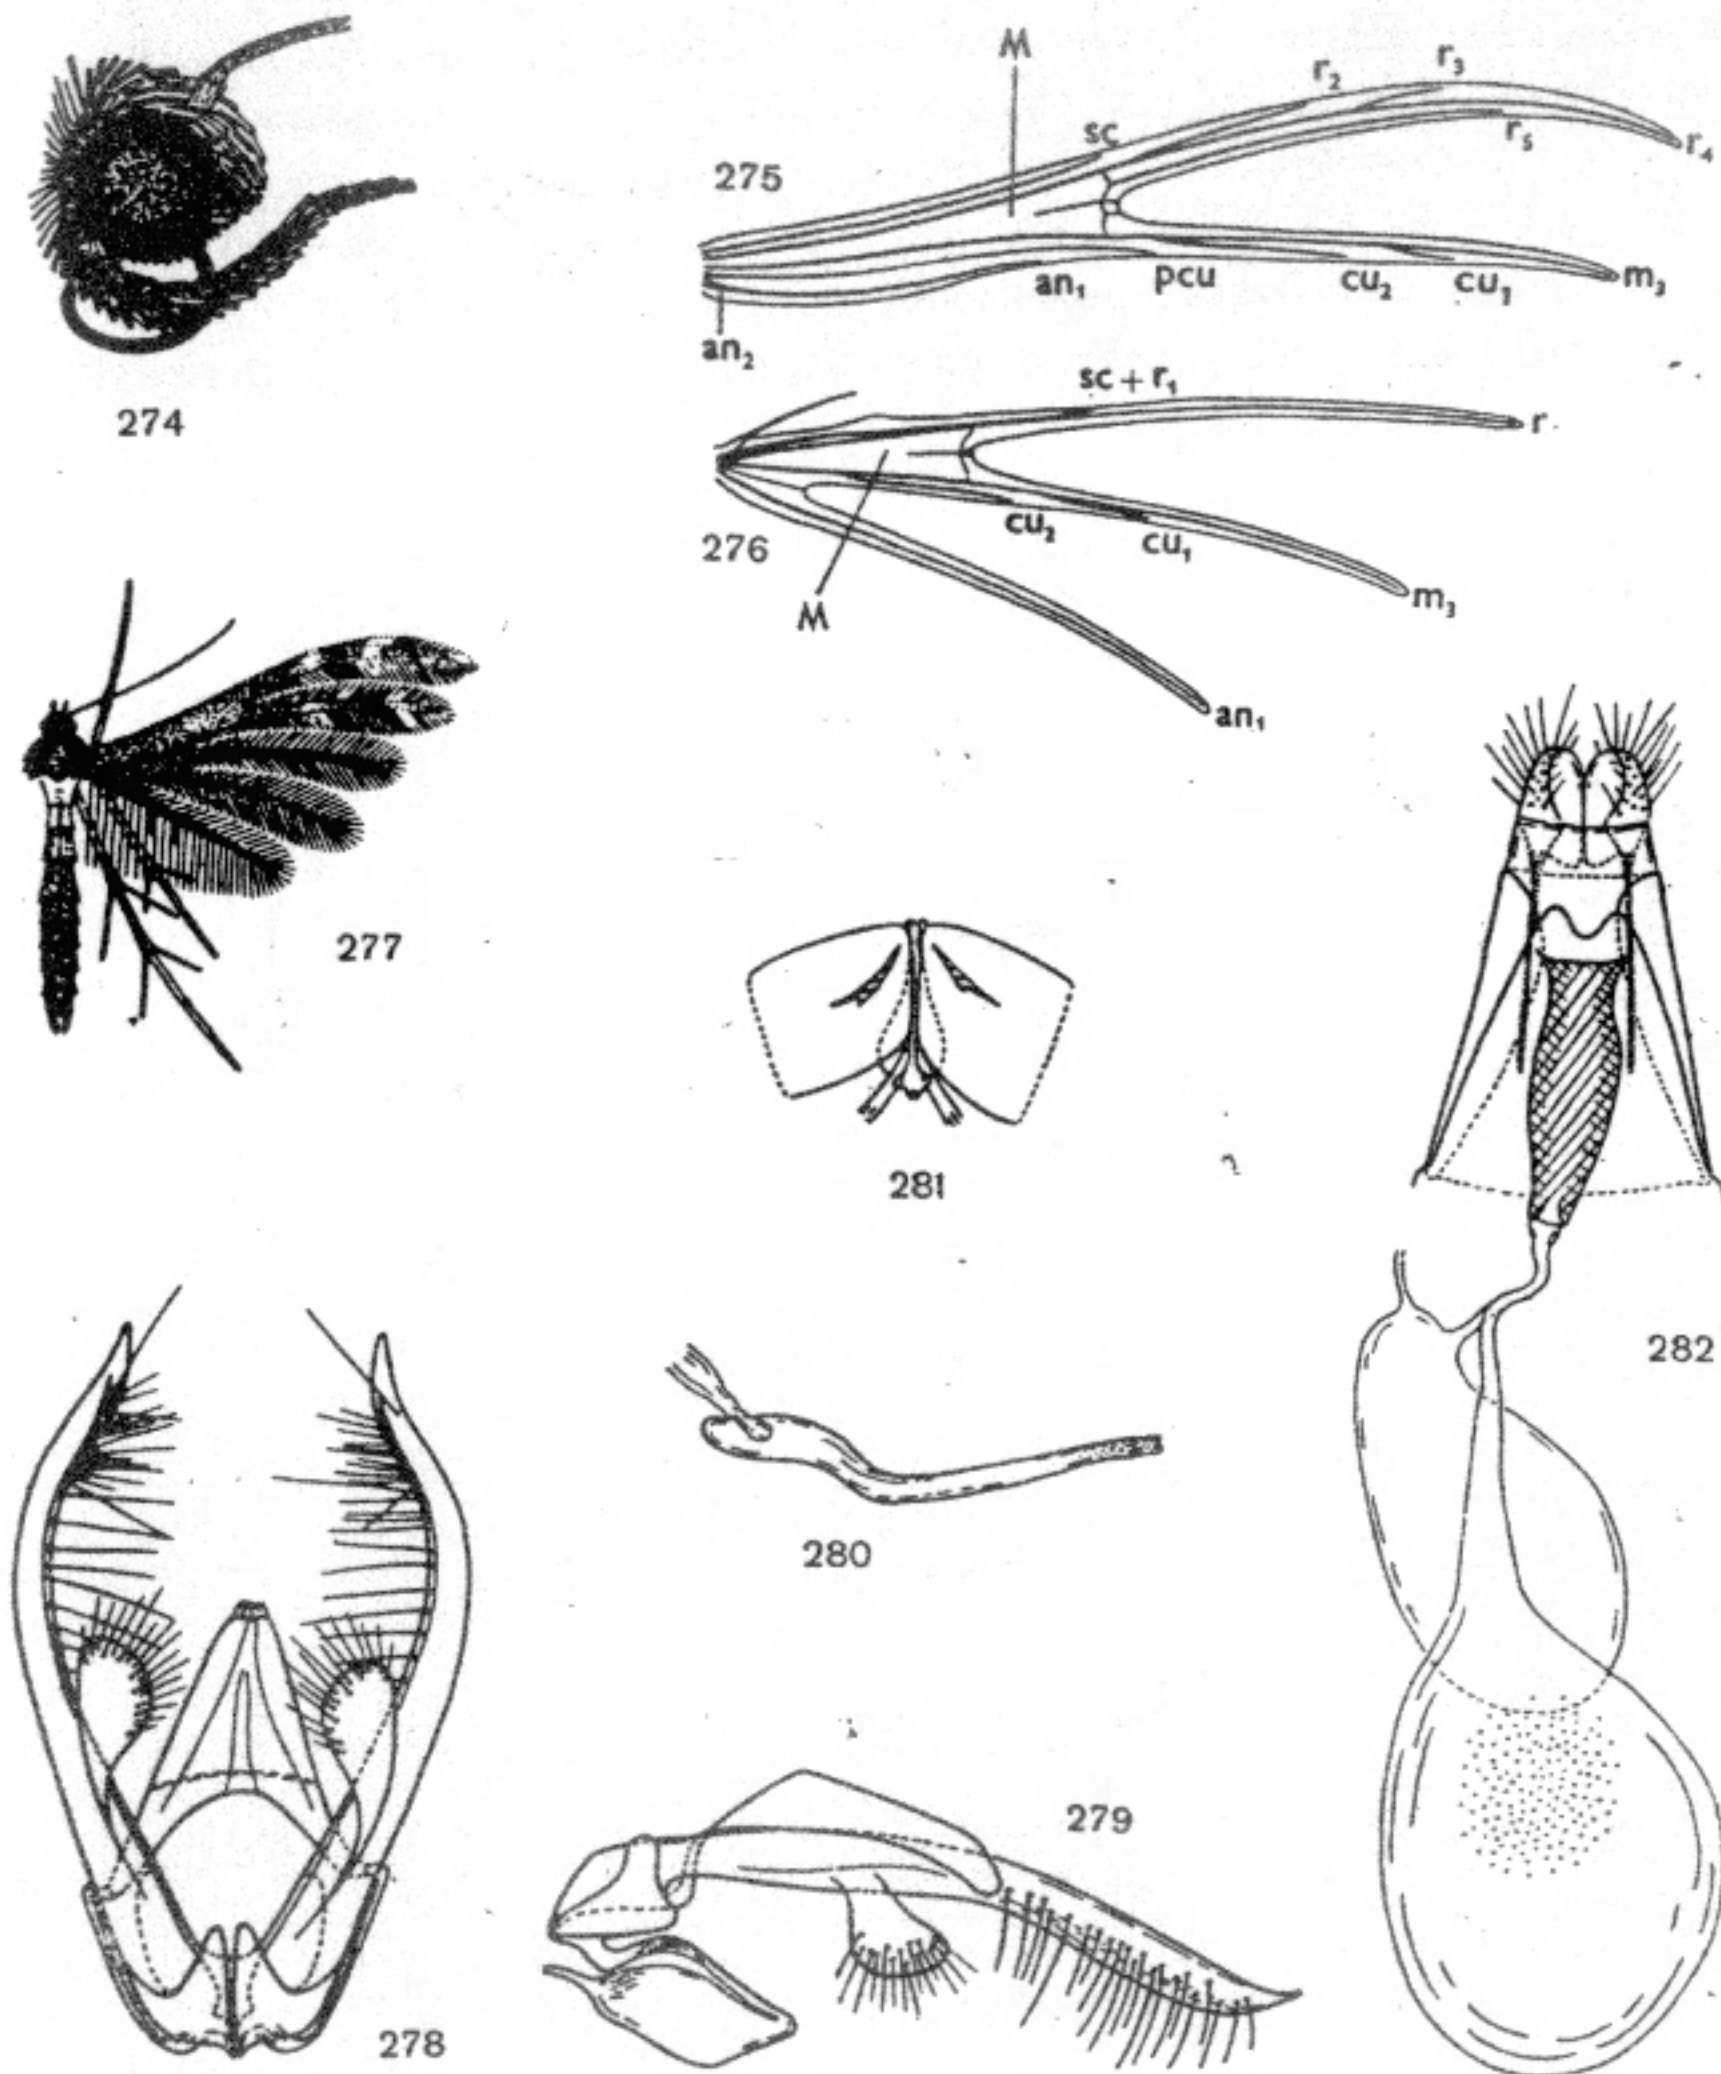 274
275
M
sc
r₂
r₃
r₅
r₄
an₁
pcu
cu₂
cu₁
m₃
an₂
276
sc + r₁
r
M
cu₂
cu₁
m₃
an₁
277
281
282
280
278
279